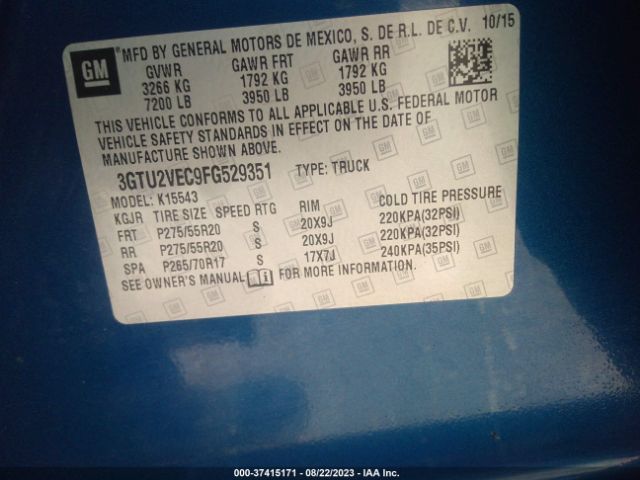 GM
MFD BY GENERAL MOTORS DE MEXICO, S. DE R.L. DE C.V. 10/15
GVWR GAWR FRT GAWR RR
3266 KG 1792 KG 1792 KG
7200 LB 3950 LB 3950 LB
THIS VEHICLE CONFORMS TO ALL APPLICABLE U.S. FEDERAL MOTOR
VEHICLE SAFETY STANDARDS IN EFFECT ON THE DATE OF
MANUFACTURE SHOWN ABOVE.
3GTU2VEC9FG529351 TYPE: TRUCK
MODEL: K15543
KGJR TIRE SIZE SPEED RTG RIM COLD TIRE PRESSURE
FRT P275/55R20 S 20X9J 220KPA(32PSI)
RR P275/55R20 S 20X9J 220KPA(32PSI)
SPA P265/70R17 S 17X7J 240KPA(35PSI)
SEE OWNER'S MANUAL FOR MORE INFORMATION.
000-37415171 - 08/22/2023 - IAA Inc.